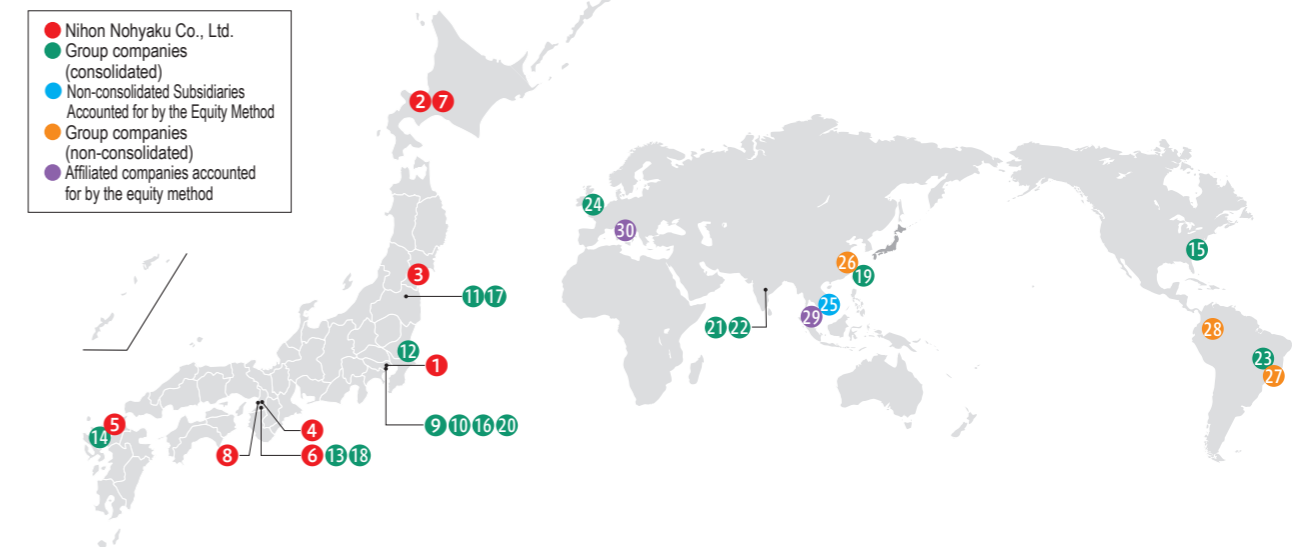 Nihon Nohyaku Co., Ltd.
Group companies
(consolidated)
Non-consolidated Subsidiaries
Accounted for by the Equity Method
Group companies
(non-consolidated)
Affiliated companies accounted
for by the equity method
2 7
3
11 17
12
1
9 10 16 20
5
14
4
8
6 13 18
24
30
26
19
25
29
21 22
15
28
23
27